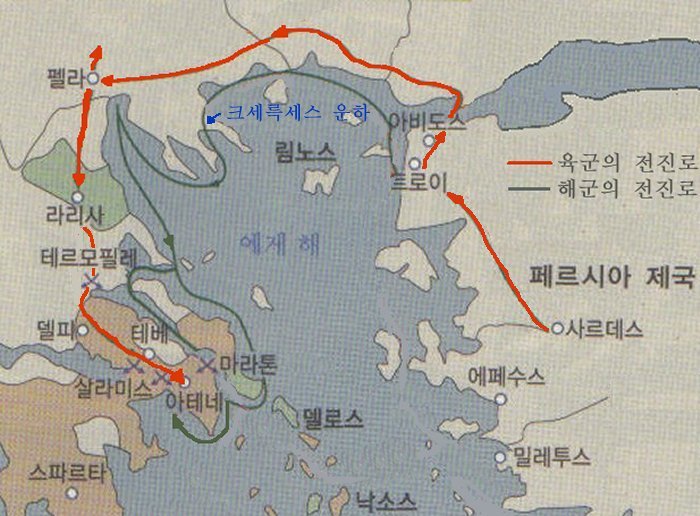 펠라
크세륵세스 운하
아비도스
림노스
트로이
육군의 전진로
해군의 전진로
라리사
에게 해
테르모필레
페르시아 제국
델피
테베
사르데스
마라톤
살라미스
아테네
에페수스
델로스
스파르타
밀레투스
낙소스